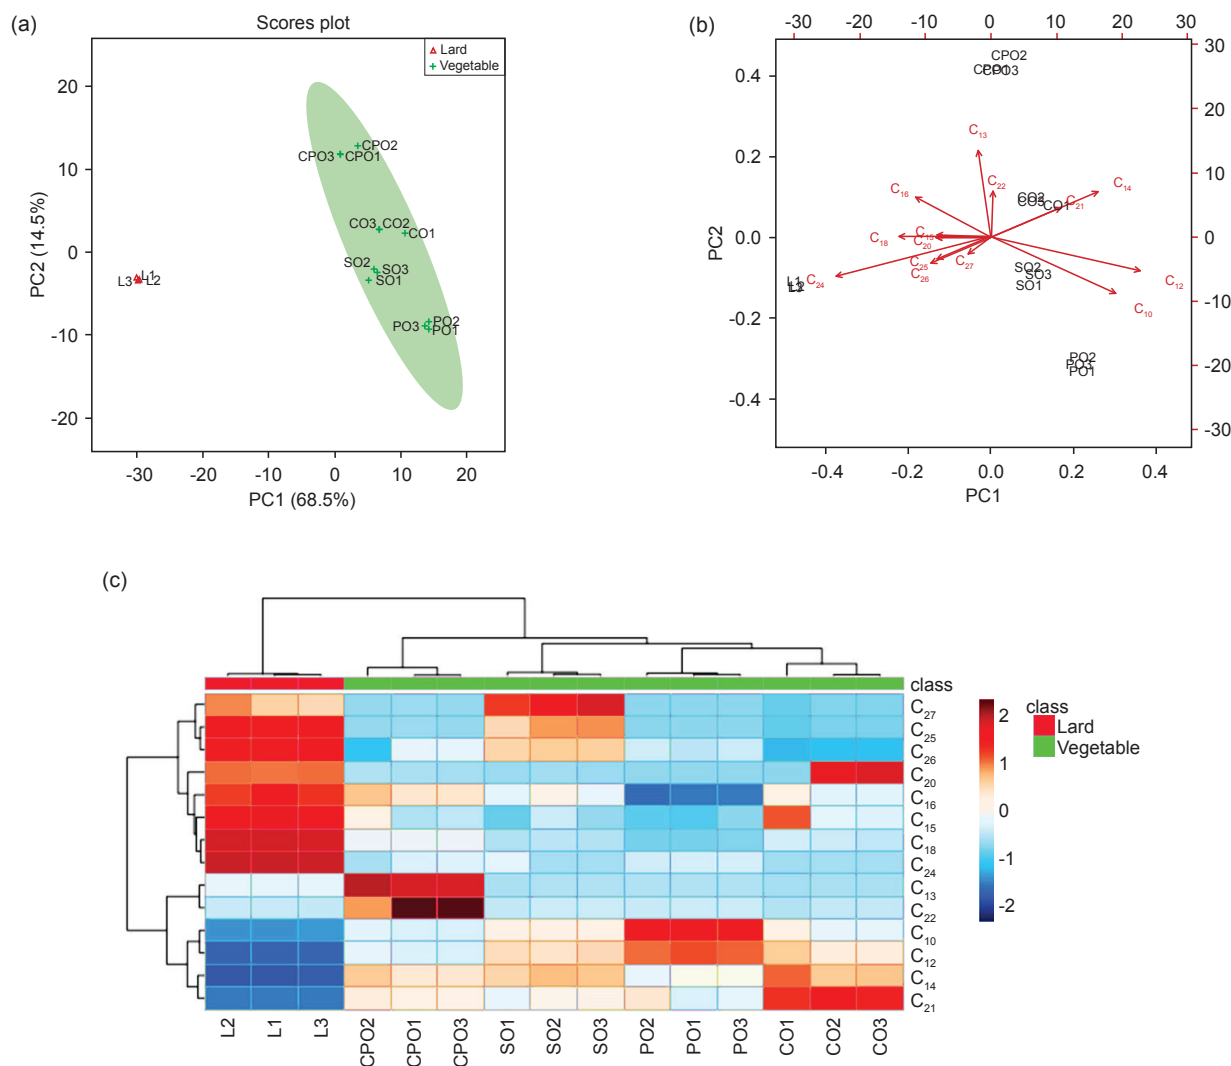 (a)
Scores plot
Lard
Vegetable
20
10
0
-10
-20
PC2 (14.5%)
CPO2
CPO3 CPO1
CO3 CO2
CO1
SO2 SO3
SO1
PO2
PO3 PO1
L1
L3 L2
-30 -20 -10 0 10 20
PC1 (68.5%)
(b)
-30 -10 0 10 20 30
CPO2
CPO1 CPO3
0.4
0.2
0.0
-0.2
-0.4
PC2
30
20
10
0
-10
-20
-30
C13
C22
C16
C14
C21
CO2
CO3 CO1
C18
C15
C20
C25
C26
C27
C24
C12
C10
SO2
SO3
SO1
L1
L2
L3
PO2
PO3
PO1
-0.4 -0.2 0.0 0.2 0.4
PC1
(c)
class
C27
C25
C26
C20
C16
C15
C18
C24
C13
C22
C10
C12
C14
C21
L2 L1 L3 CPO2 CPO1 CPO3 SO1 SO2 SO3 PO2 PO1 PO3 CO1 CO2 CO3
2
1
0
-1
-2
class
Lard
Vegetable